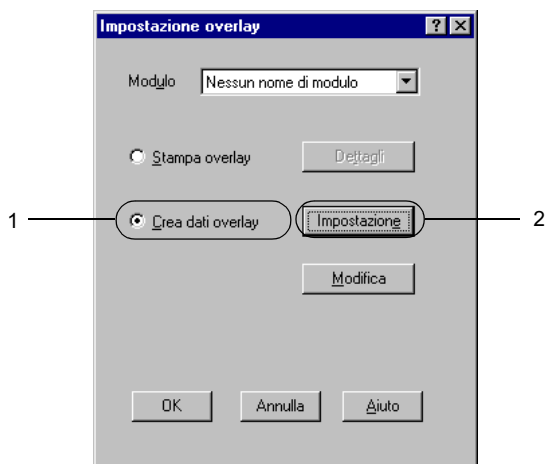 Impostazione overlay
Modulo Nessun nome di modulo
Stampa overlay Dettagli
1 Crea dati overlay Impostazione 2
Modifica
OK Annulla Aiuto